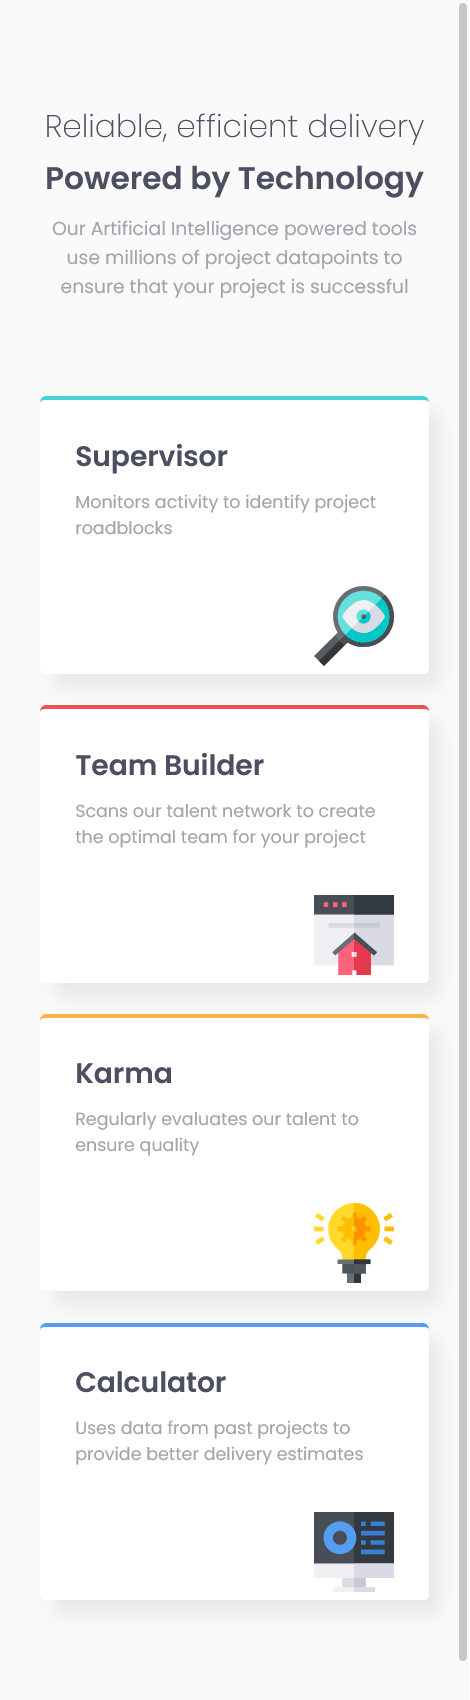 Reliable, efficient delivery
Powered by Technology
Our Artificial Intelligence powered tools
use millions of project datapoints to
ensure that your project is successful
Supervisor
Monitors activity to identify project
roadblocks
Team Builder
Scans our talent network to create
the optimal team for your project
Karma
Regularly evaluates our talent to
ensure quality
Calculator
Uses data from past projects to
provide better delivery estimates